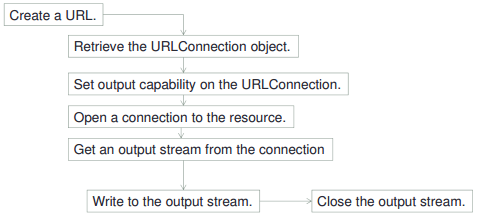 Create a URL.
Retrieve the URLConnection object.
Set output capability on the URLConnection.
Open a connection to the resource.
Get an output stream from the connection
Write to the output stream.
Close the output stream.